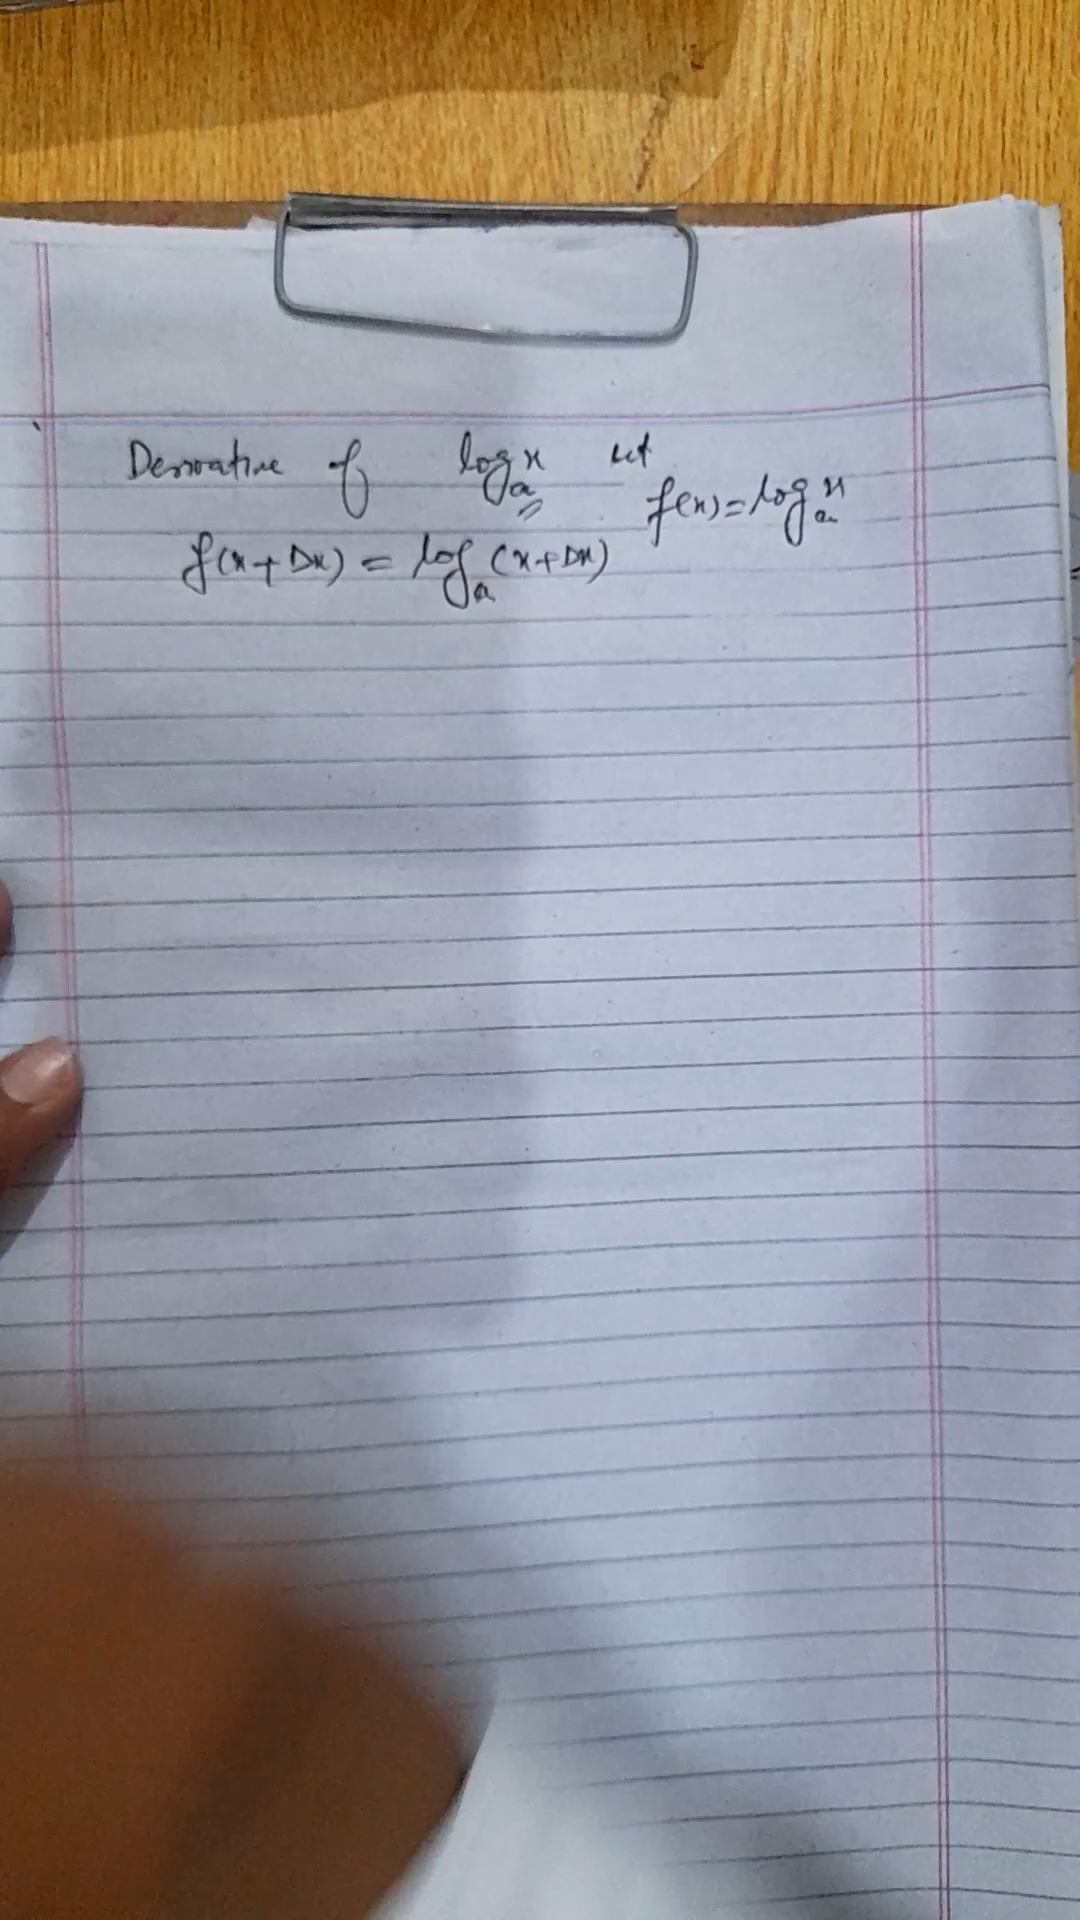 Derivative of log_a x let
f(x) = log_a x
f(x+Δx) = log_a (x+Δx)